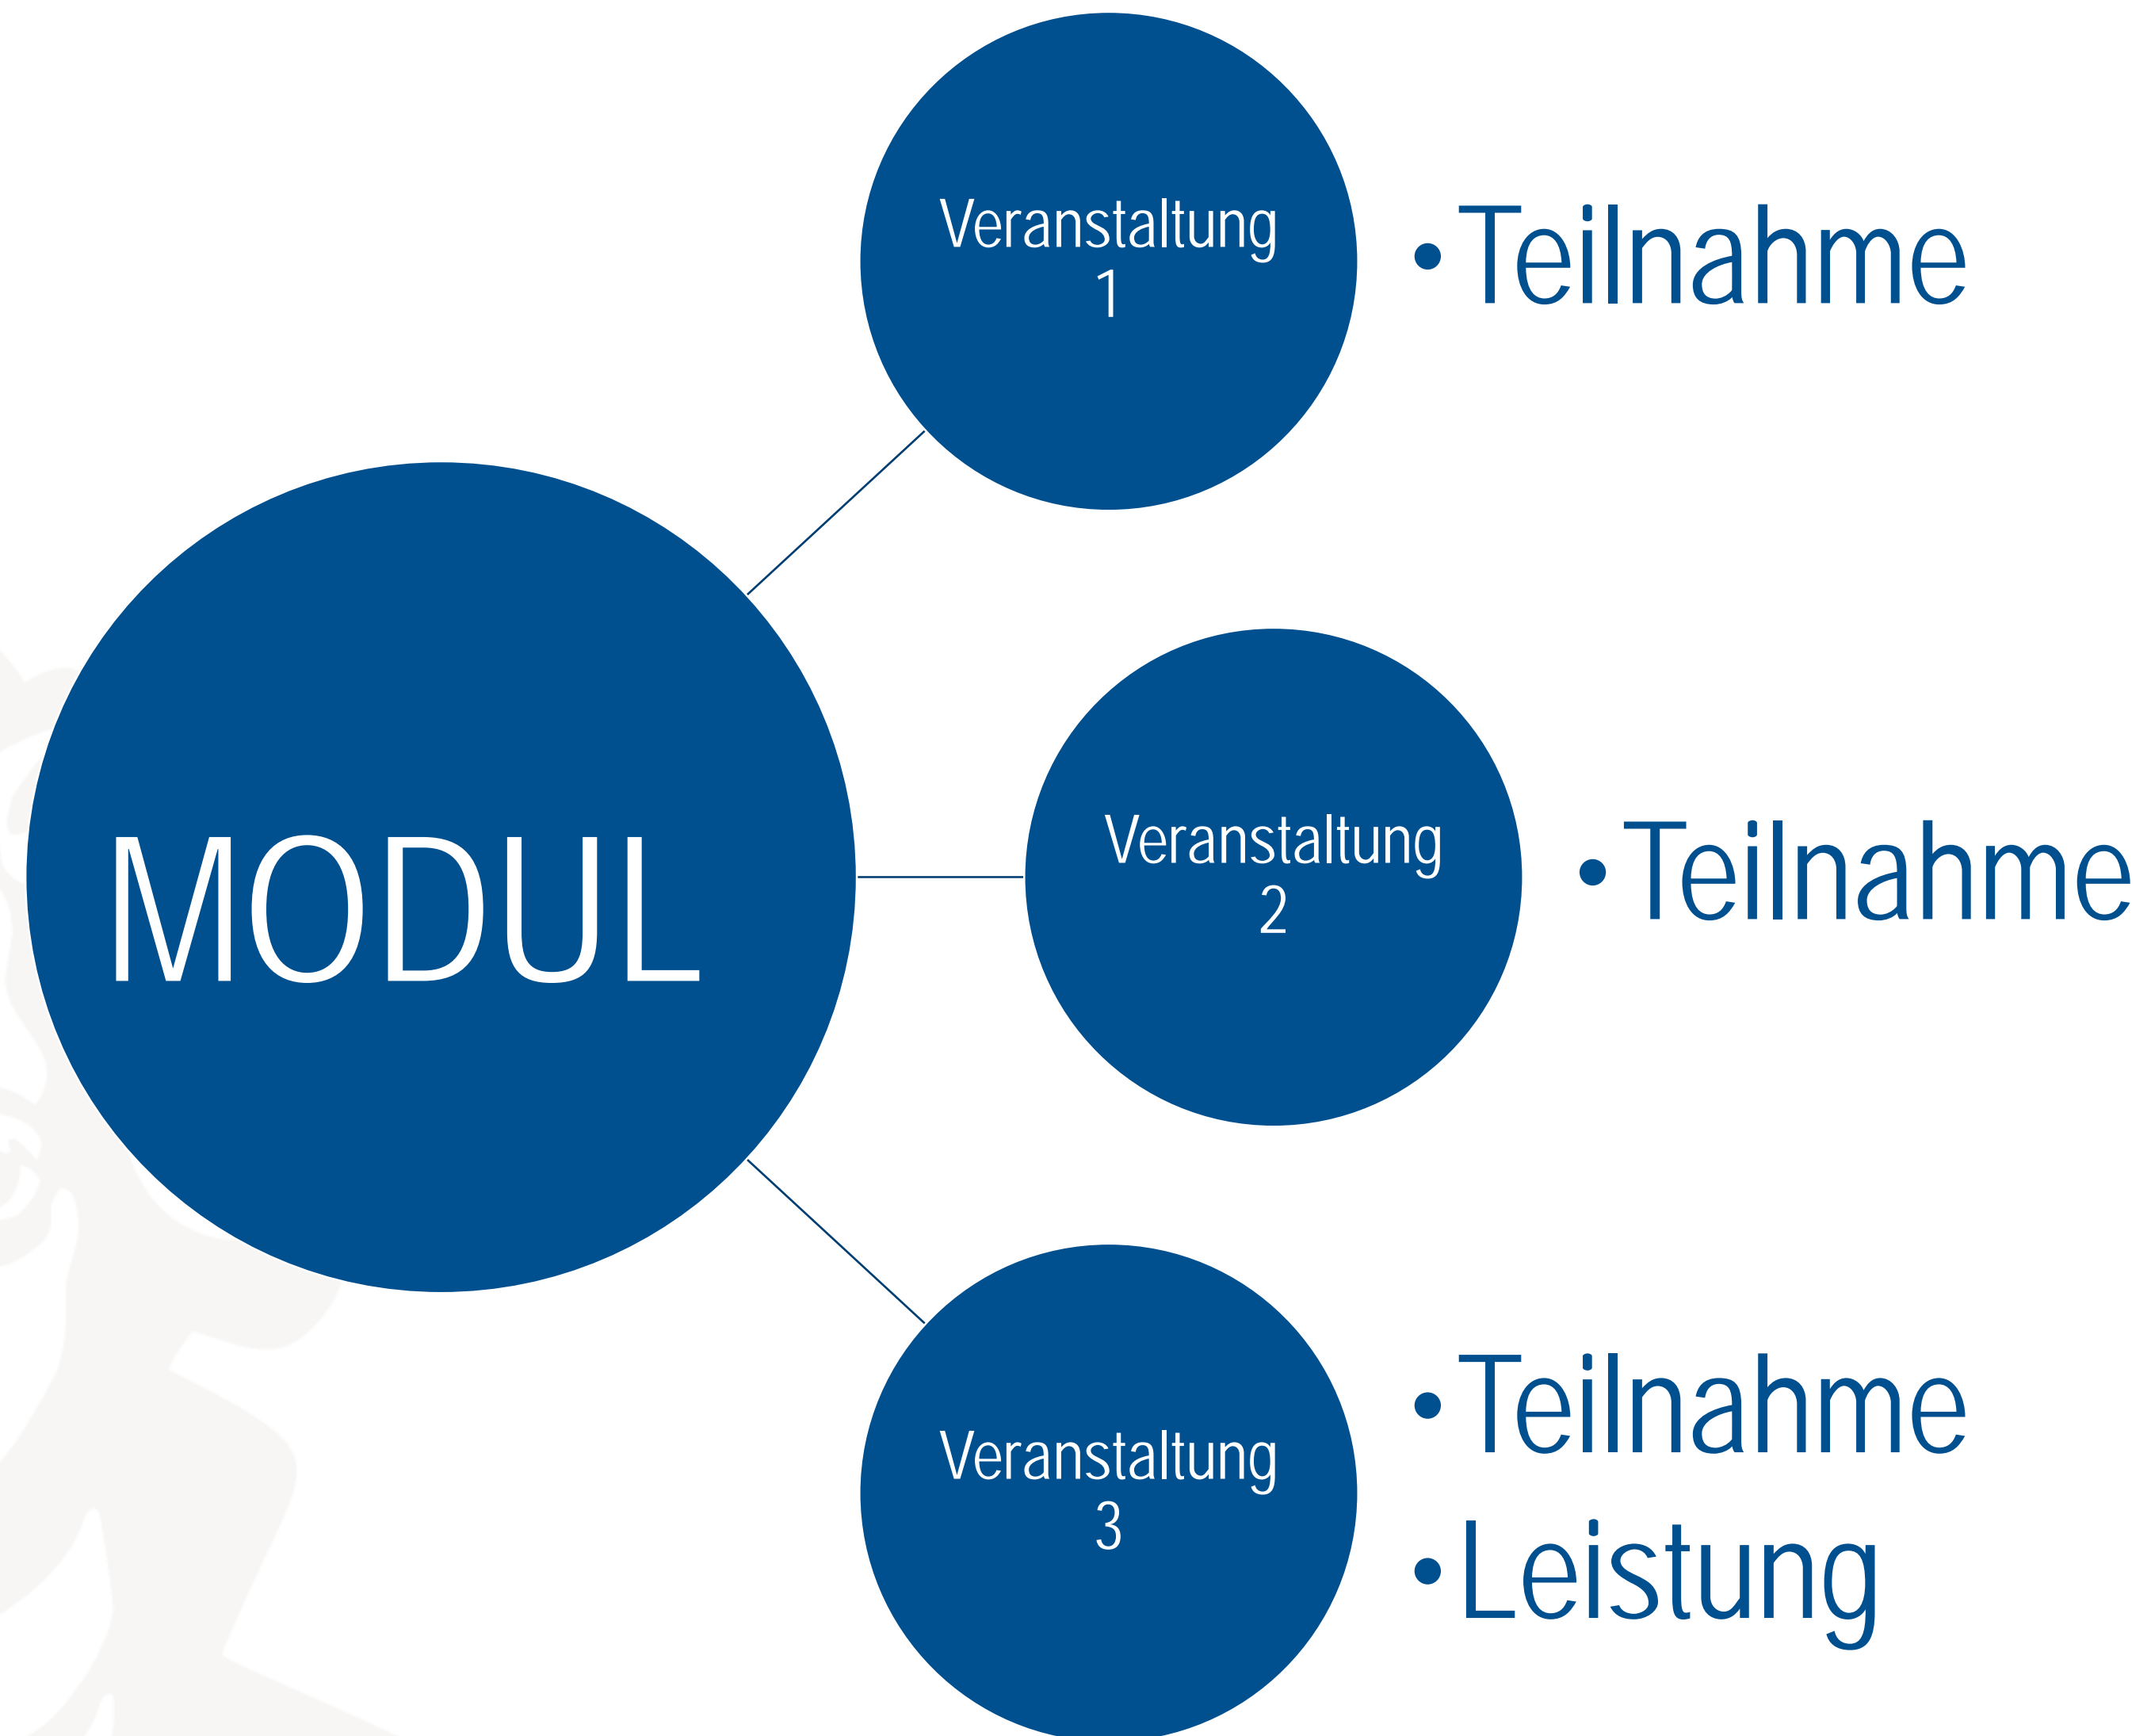 Veranstaltung
1
• Teilnahme
MODUL
Veranstaltung
2
• Teilnahme
Veranstaltung
3
• Teilnahme
• Leistung